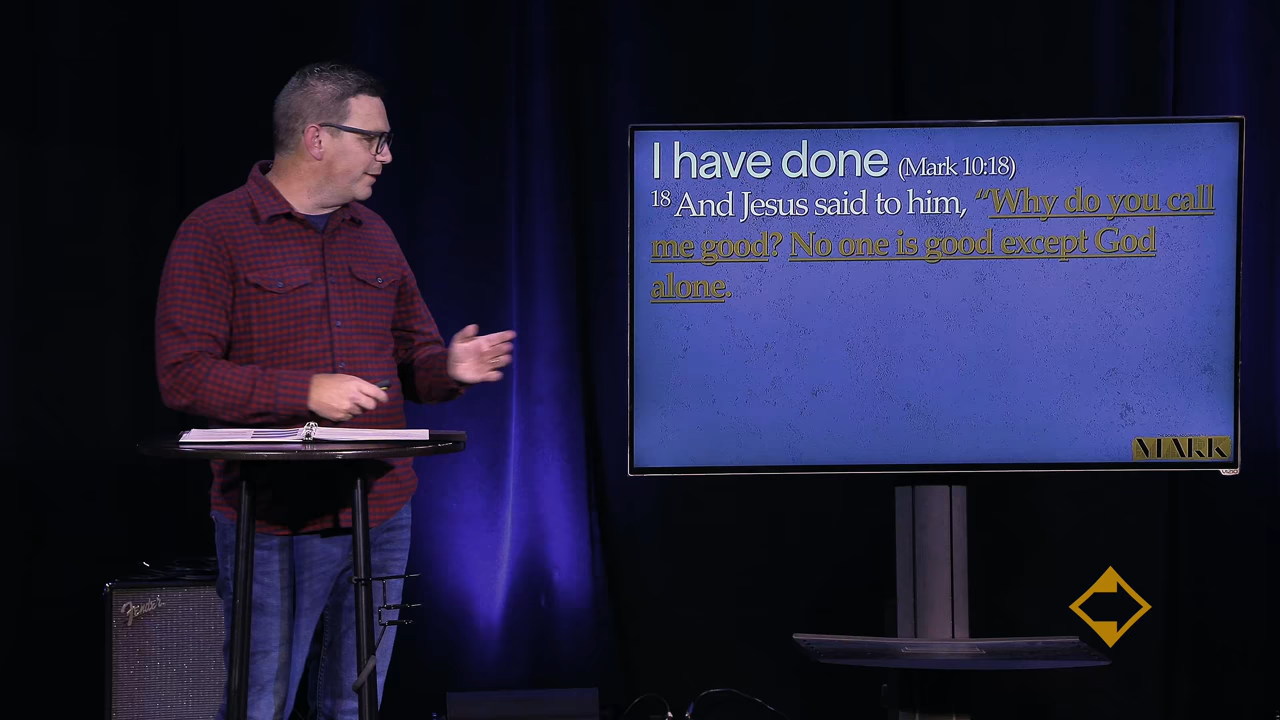 I have done (Mark 10:18)
18 And Jesus said to him, “Why do you call
me good? No one is good except God
alone.
MARK
VIZIO
Fender